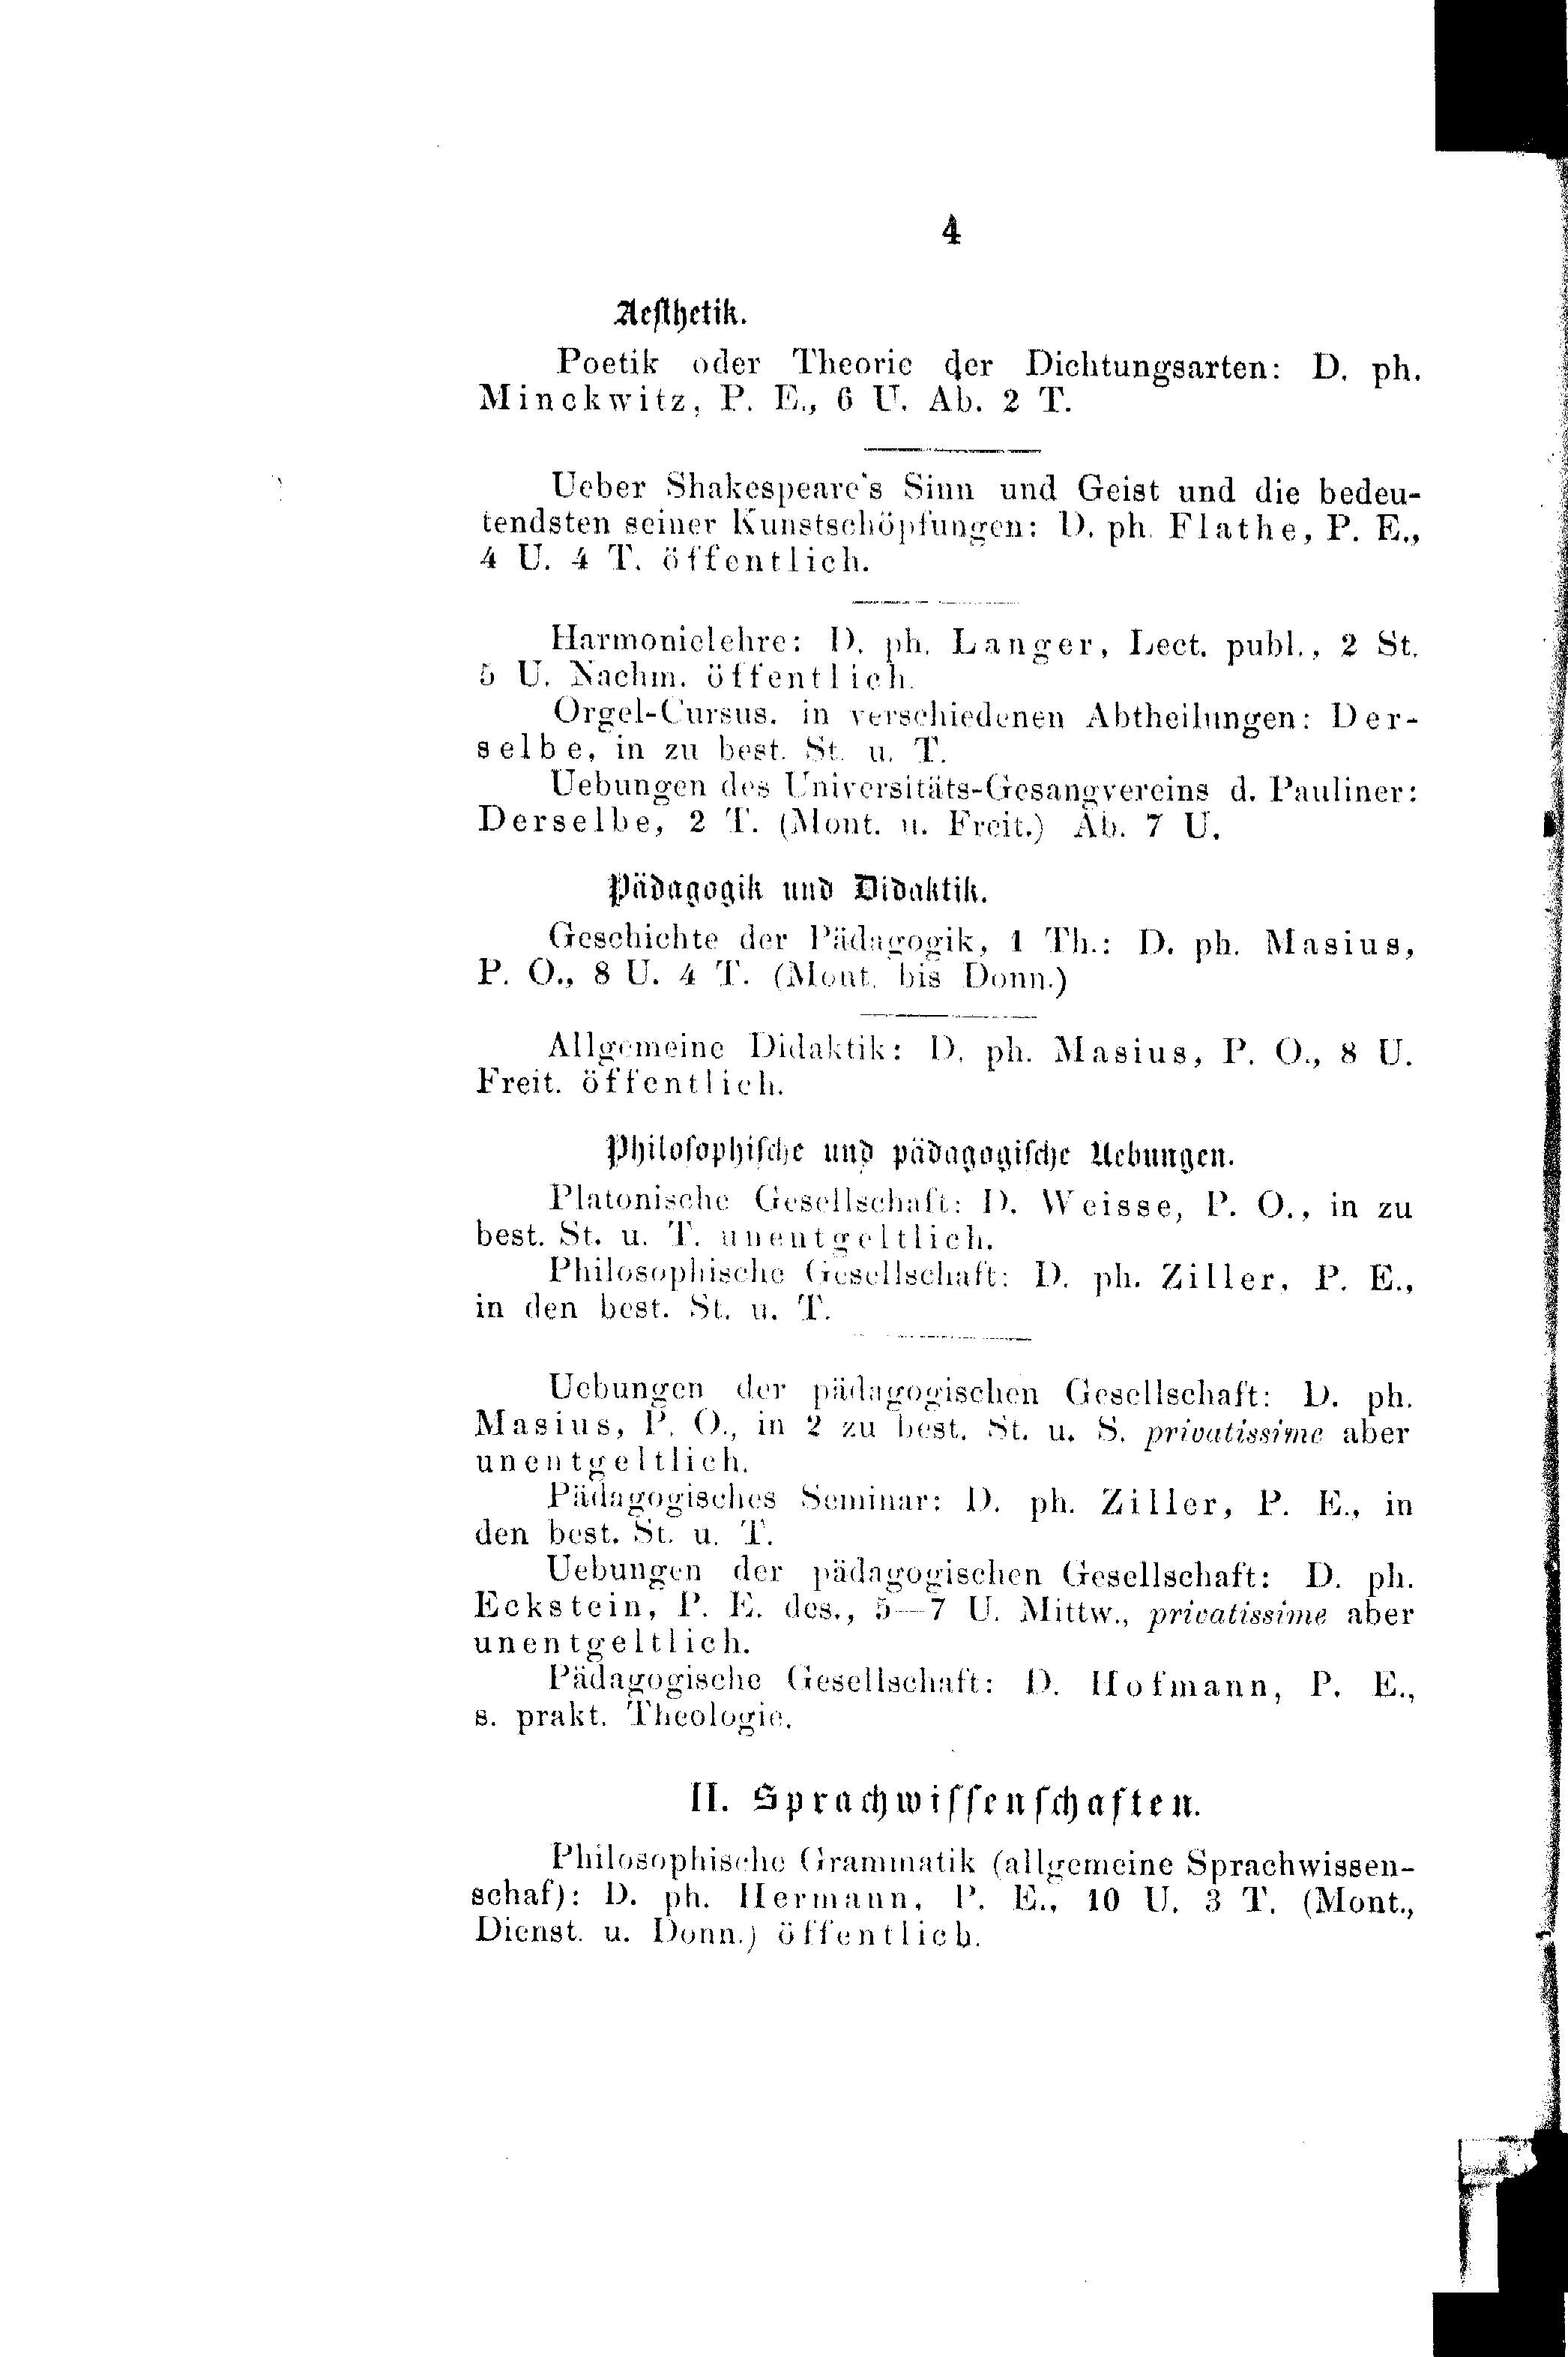 4
Aesthetik.
Poetik oder Theorie der Dichtungsarten: D. ph.
Minckwitz, P. E., 6 U. Ab. 2 T.
Ueber Shakespeare's Sinn und Geist und die bedeu-
tendsten seiner Kunstschöpfungen: D. ph. Flathe, P. E.,
4 U. 4 T. öffentlich.
Harmonielehre: D. ph. Langer, Lect. publ., 2 St.
5 U. Nachm. öffentlich.
Orgel-Cursus, in verschiedenen Abtheilungen: Der-
selbe, in zu best. St. u. T.
Uebungen des Universitäts-Gesangvereins d. Pauliner:
Derselbe, 2 T. (Mont. u. Freit.) Ab. 7 U.
Pädagogik und Didaktik.
Geschichte der Pädagogik, 1 Th.: D. ph. Masius,
P. O., 8 U. 4 T. (Mont. bis Donn.)
Allgemeine Didaktik: D. ph. Masius, P. O., 8 U.
Freit. öffentlich.
Philosophische und pädagogische Uebungen.
Platonische Gesellschaft: D. Weisse, P. O., in zu
best. St. u. T. unentgeltlich.
Philosophische Gesellschaft: D. ph. Ziller, P. E.,
in den best. St. u. T.
Uebungen der pädagogischen Gesellschaft: D. ph.
Masius, P. O., in 2 zu best. St. u. S. privatissime aber
unentgeltlich.
Pädagogisches Seminar: D. ph. Ziller, P. E., in
den best. St. u. T.
Uebungen der pädagogischen Gesellschaft: D. ph.
Eckstein, P. E. des., 5—7 U. Mittw., privatissime aber
unentgeltlich.
Pädagogische Gesellschaft: D. Hofmann, P. E.,
s. prakt. Theologie.
II. Sprachwissenschaften.
Philosophische Grammatik (allgemeine Sprachwissen-
schaf): D. ph. Hermann, P. E., 10 U. 3 T. (Mont.,
Dienst. u. Donn.) öffentlich.